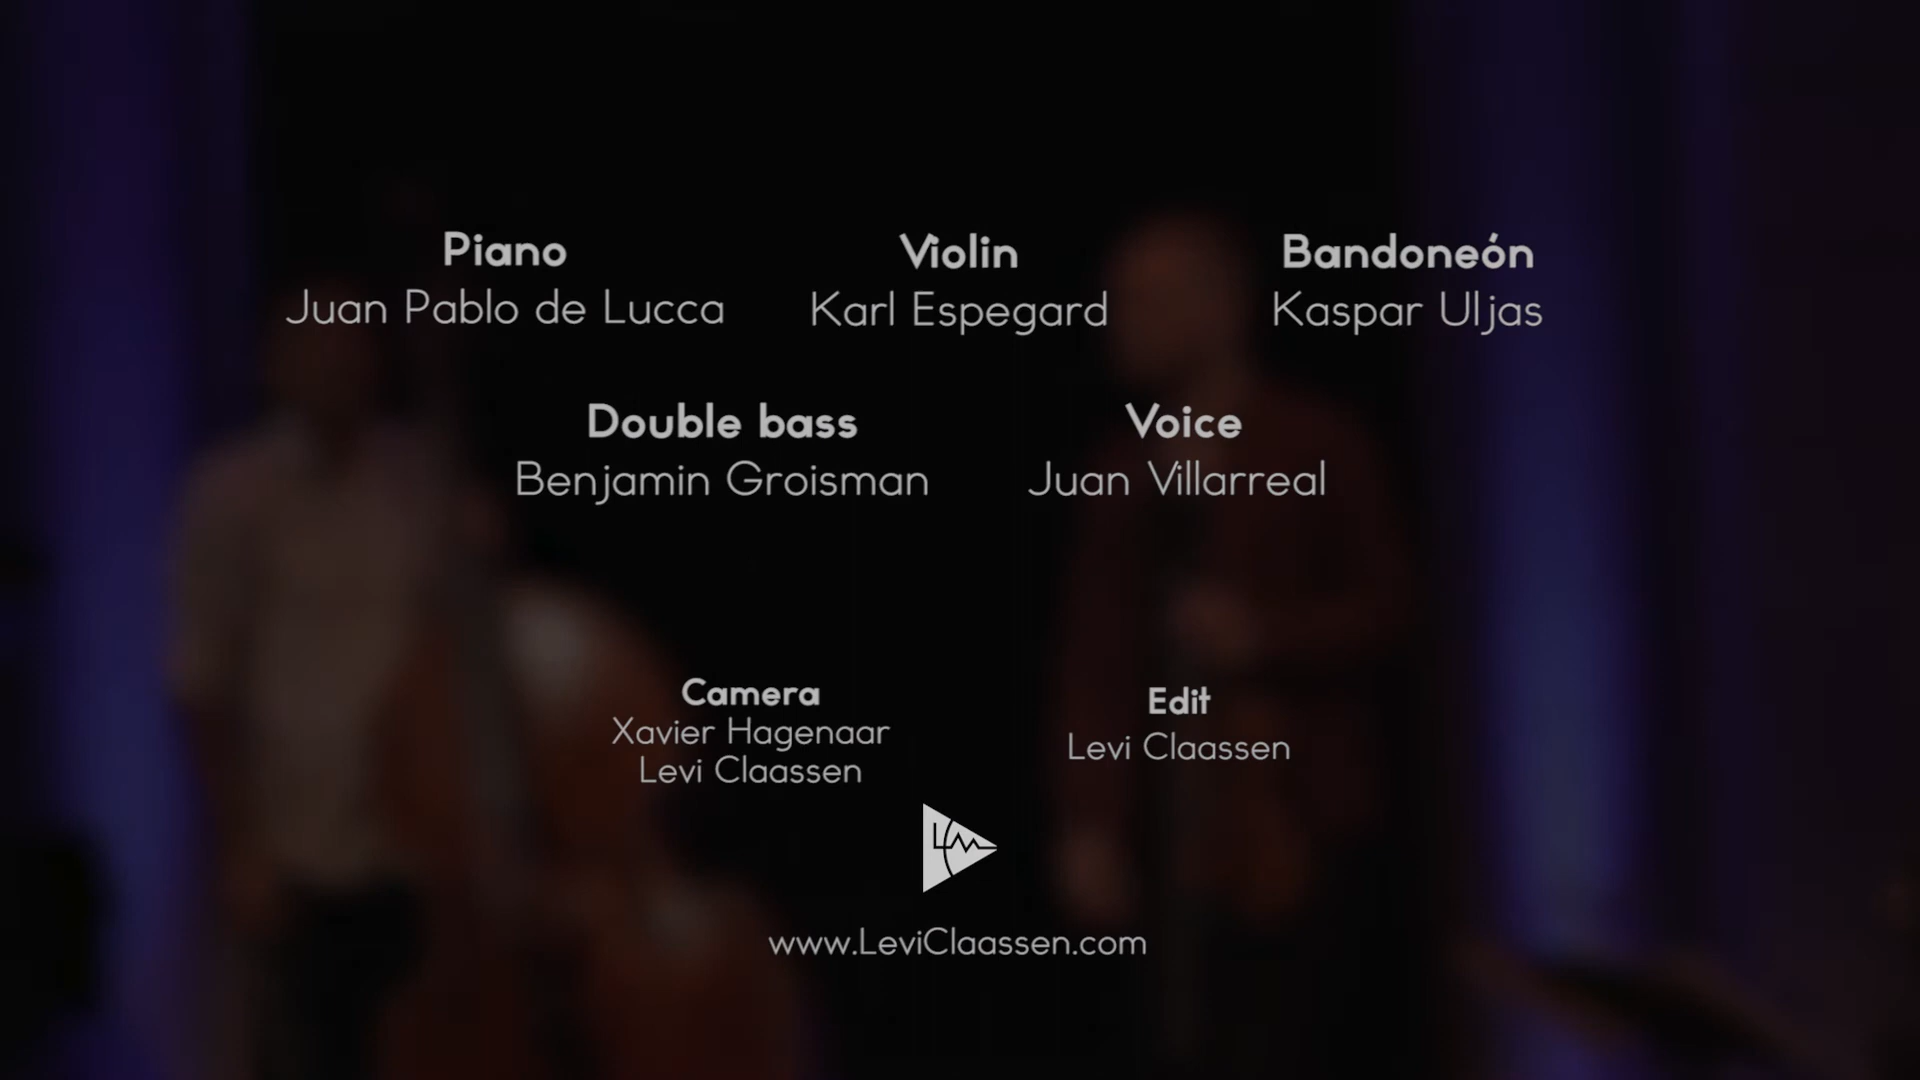 Piano
Juan Pablo de Lucca
Violin
Karl Espegard
Bandoneón
Kaspar Uljas
Double bass
Benjamin Groisman
Voice
Juan Villarreal
Camera
Xavier Hagenaar
Levi Claassen
Edit
Levi Claassen
www.LeviClaassen.com